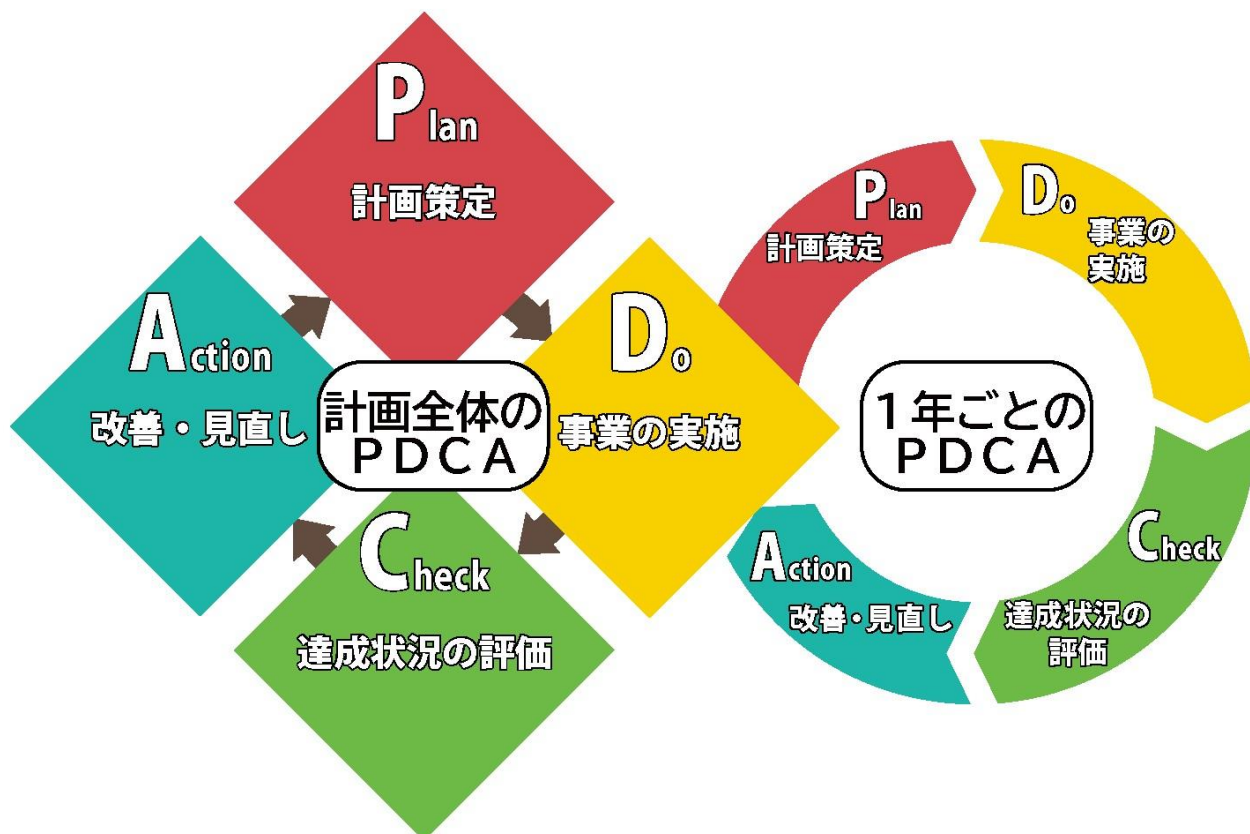 Plan
計画策定
Action
改善・見直し
計画全体の
ＰＤＣＡ
Do
事業の実施
Check
達成状況の評価
Plan
計画策定
Do
事業の
実施
１年ごとの
ＰＤＣＡ
Action
改善・見直し
Check
達成状況の
評価